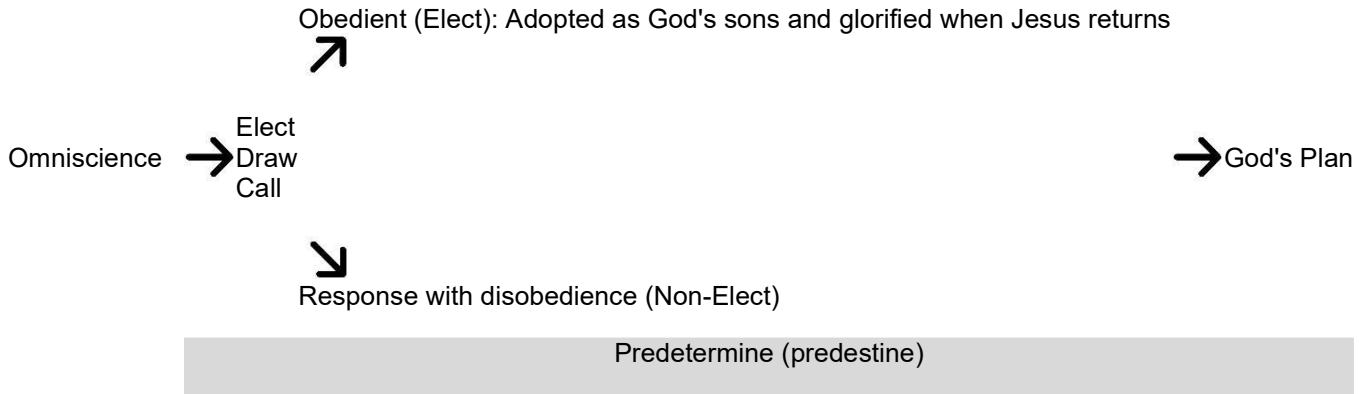 Obedient (Elect): Adopted as God's sons and glorified when Jesus returns
Elect
Omniscience
Draw
God's Plan
Call
Response with disobedience (Non-Elect)
Predetermine (predestine)